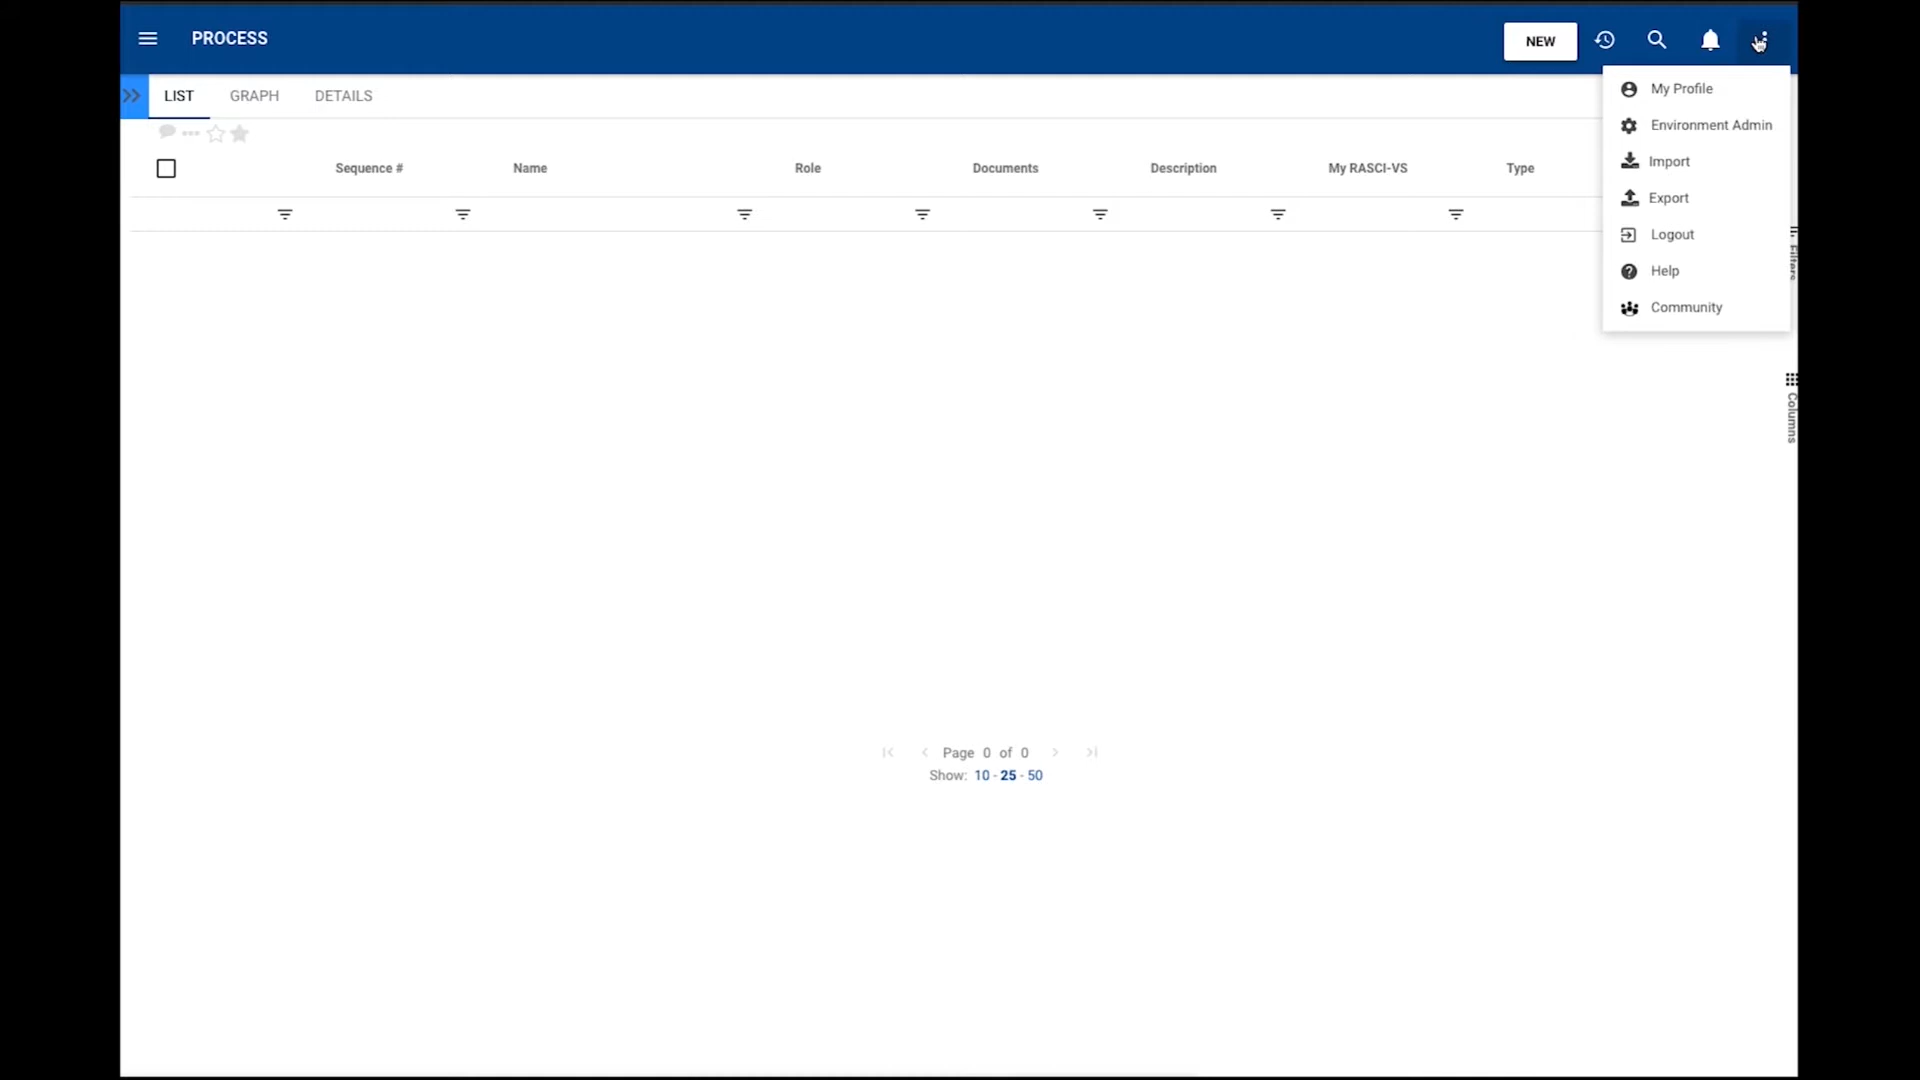 PROCESS
NEW
LIST GRAPH DETAILS
My Profile
Environment Admin
Import
Export
Logout
Help
Community
Sequence # Name Role Documents Description My RASCI-VS Type
Filters
Columns
Page 0 of 0
Show: 10 - 25 - 50